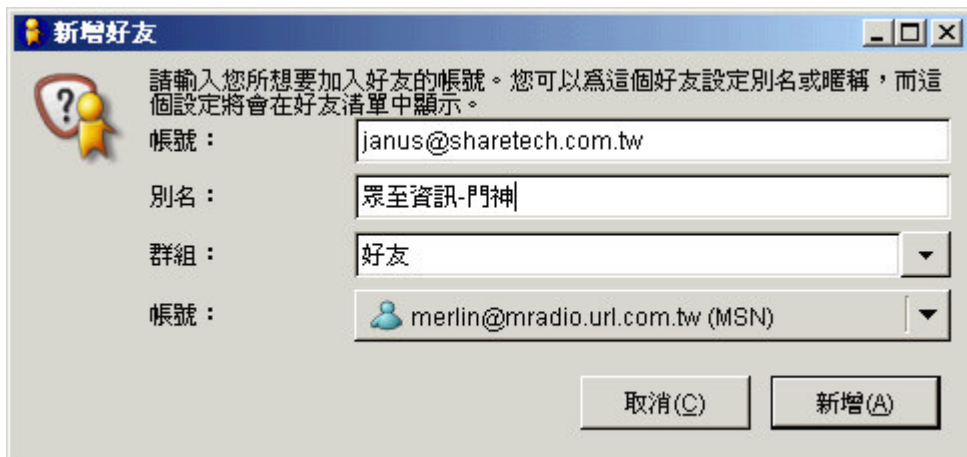 新增好友
請輸入您所想要加入好友的帳號。您可以爲這個好友設定別名或暱稱，而這
個設定將會在好友清單中顯示。
帳號： janus@sharetech.com.tw
別名： 眾至資訊-門神
群組： 好友
帳號： merlin@mradio.url.com.tw (MSN)
取消(C) 新增(A)